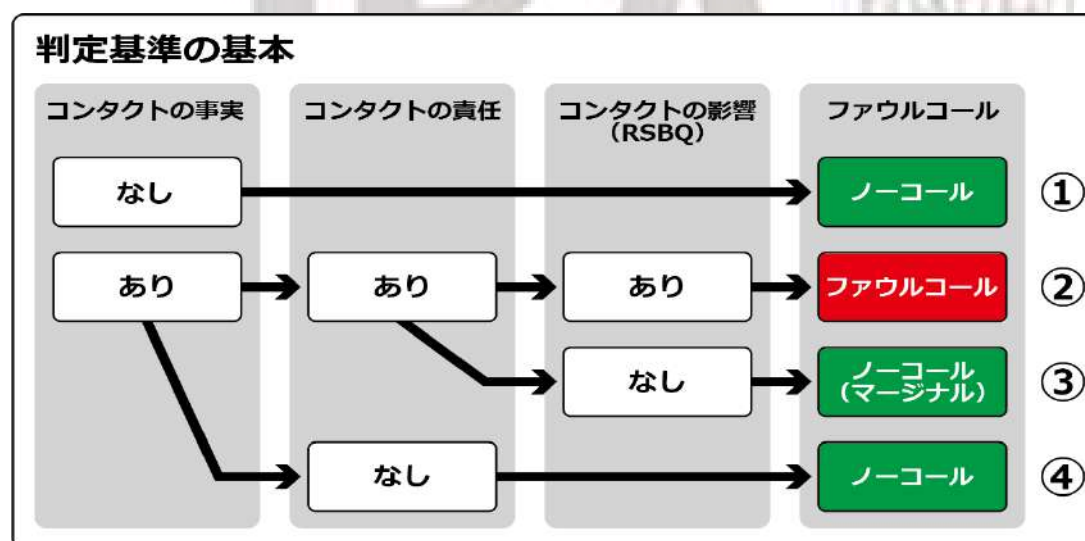 判定基準の基本
コンタクトの事実
コンタクトの責任
コンタクトの影響
(RSBQ)
ファウルコール
なし
ノーコール
①
あり
あり
あり
ファウルコール
②
なし
ノーコール
(マージナル)
③
なし
ノーコール
④